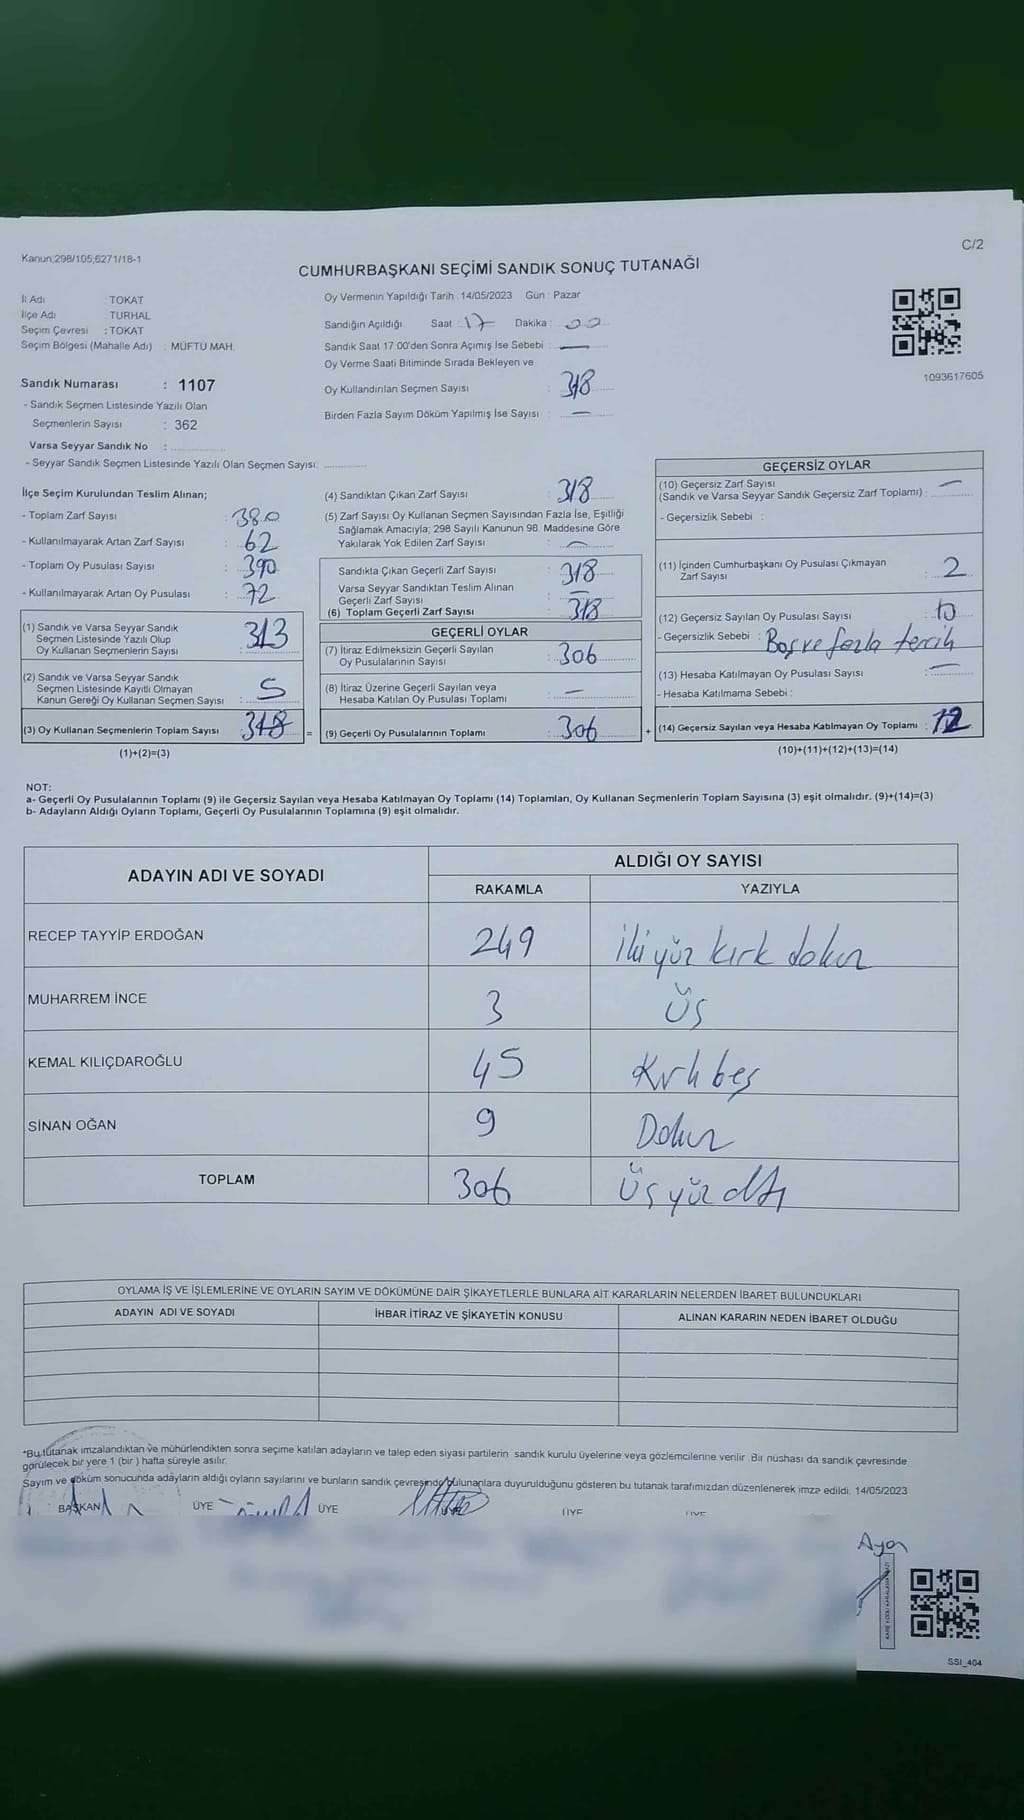 Kanun;298/105;6271/18-1
C/2
CUMHURBAŞKANI SEÇİMİ SANDIK SONUÇ TUTANAĞI
İl Adı : TOKAT
İlçe Adı : TURHAL
Seçim Çevresi : TOKAT
Seçim Bölgesi (Mahalle Adı) : MÜFTÜ MAH.
Oy Vermenin Yapıldığı Tarih : 14/05/2023 Gün : Pazar
Sandığın Açıldığı Saat : 17 Dakika : 00
Sandık Saat 17:00'den Sonra Açımış İse Sebebi : —
Oy Verme Saati Bitiminde Sırada Bekleyen ve
Oy Kullandırılan Seçmen Sayısı : 318
Birden Fazla Sayım Döküm Yapılmış İse Sayısı : —
1093617605
Sandık Numarası : 1107
- Sandık Seçmen Listesinde Yazılı Olan
Seçmenlerin Sayısı : 362
Varsa Seyyar Sandık No :
- Seyyar Sandık Seçmen Listesinde Yazılı Olan Seçmen Sayısı:
İlçe Seçim Kurulundan Teslim Alınan;
- Toplam Zarf Sayısı : 380
- Kullanılmayarak Artan Zarf Sayısı : 62
- Toplam Oy Pusulası Sayısı : 390
- Kullanılmayarak Artan Oy Pusulası : 72
(1) Sandık ve Varsa Seyyar Sandık
Seçmen Listesinde Yazılı Olup
Oy Kullanan Seçmenlerin Sayısı : 313
(2) Sandık ve Varsa Seyyar Sandık
Seçmen Listesinde Kayıtlı Olmayan
Kanun Gereği Oy Kullanan Seçmen Sayısı : 5
(3) Oy Kullanan Seçmenlerin Toplam Sayısı : 318 =
(1)+(2)=(3)
(4) Sandıktan Çıkan Zarf Sayısı : 318
(5) Zarf Sayısı Oy Kullanan Seçmen Sayısından Fazla İse, Eşitliği
Sağlamak Amacıyla; 298 Sayılı Kanunun 98. Maddesine Göre
Yakılarak Yok Edilen Zarf Sayısı : —
Sandıkta Çıkan Geçerli Zarf Sayısı : 318
Varsa Seyyar Sandıktan Teslim Alınan
Geçerli Zarf Sayısı : —
(6) Toplam Geçerli Zarf Sayısı : 318
GEÇERLİ OYLAR
(7) İtiraz Edilmeksizin Geçerli Sayılan
Oy Pusulalarının Sayısı : 306
(8) İtiraz Üzerine Geçerli Sayılan veya
Hesaba Katılan Oy Pusulası Toplamı : —
(9) Geçerli Oy Pusulalarının Toplamı : 306 +
GEÇERSİZ OYLAR
(10) Geçersiz Zarf Sayısı
(Sandık ve Varsa Seyyar Sandık Geçersiz Zarf Toplamı) : —
- Geçersizlik Sebebi :
(11) İçinden Cumhurbaşkanı Oy Pusulası Çıkmayan
Zarf Sayısı : 2
(12) Geçersiz Sayılan Oy Pusulası Sayısı : 10
- Geçersizlik Sebebi : Boş ve fazla tercih
(13) Hesaba Katılmayan Oy Pusulası Sayısı : —
- Hesaba Katılmama Sebebi :
(14) Geçersiz Sayılan veya Hesaba Katılmayan Oy Toplamı : 12
(10)+(11)+(12)+(13)=(14)
NOT:
a- Geçerli Oy Pusulalarının Toplamı (9) ile Geçersiz Sayılan veya Hesaba Katılmayan Oy Toplamı (14) Toplamları, Oy Kullanan Seçmenlerin Toplam Sayısına (3) eşit olmalıdır. (9)+(14)=(3)
b- Adayların Aldığı Oyların Toplamı, Geçerli Oy Pusulalarının Toplamına (9) eşit olmalıdır.
ADAYIN ADI VE SOYADI ALDIĞI OY SAYISI
RAKAMLA YAZIYLA
RECEP TAYYİP ERDOĞAN 249 İki yüz kırk dokuz
MUHARREM İNCE 3 Üç
KEMAL KILIÇDAROĞLU 45 Kırk beş
SİNAN OĞAN 9 Dokuz
TOPLAM 306 Üç yüz altı
OYLAMA İŞ VE İŞLEMLERİNE VE OYLARIN SAYIM VE DÖKÜMÜNE DAİR ŞİKAYETLERLE BUNLARA AİT KARARLARIN NELERDEN İBARET BULUNDUKLARI
ADAYIN ADI VE SOYADI İHBAR İTİRAZ VE ŞİKAYETİN KONUSU ALINAN KARARIN NEDEN İBARET OLDUĞU
*Bu tutanak imzalandıktan ve mühürlendikten sonra seçime katılan adayların ve talep eden siyasi partilerin sandık kurulu üyelerine veya gözlemcilerine verilir. Bir nüshası da sandık çevresinde
görülecek bir yere 1 (bir ) hafta süreyle asılır.
Sayım ve döküm sonucunda adayların aldığı oyların sayılarını ve bunların sandık çevresinde bulunanlara duyurulduğunu gösteren bu tutanak tarafımızdan düzenlenerek imza edildi. 14/05/2023
BAŞKAN ÜYE ÜYE ÜYE ÜYE
SSI_404